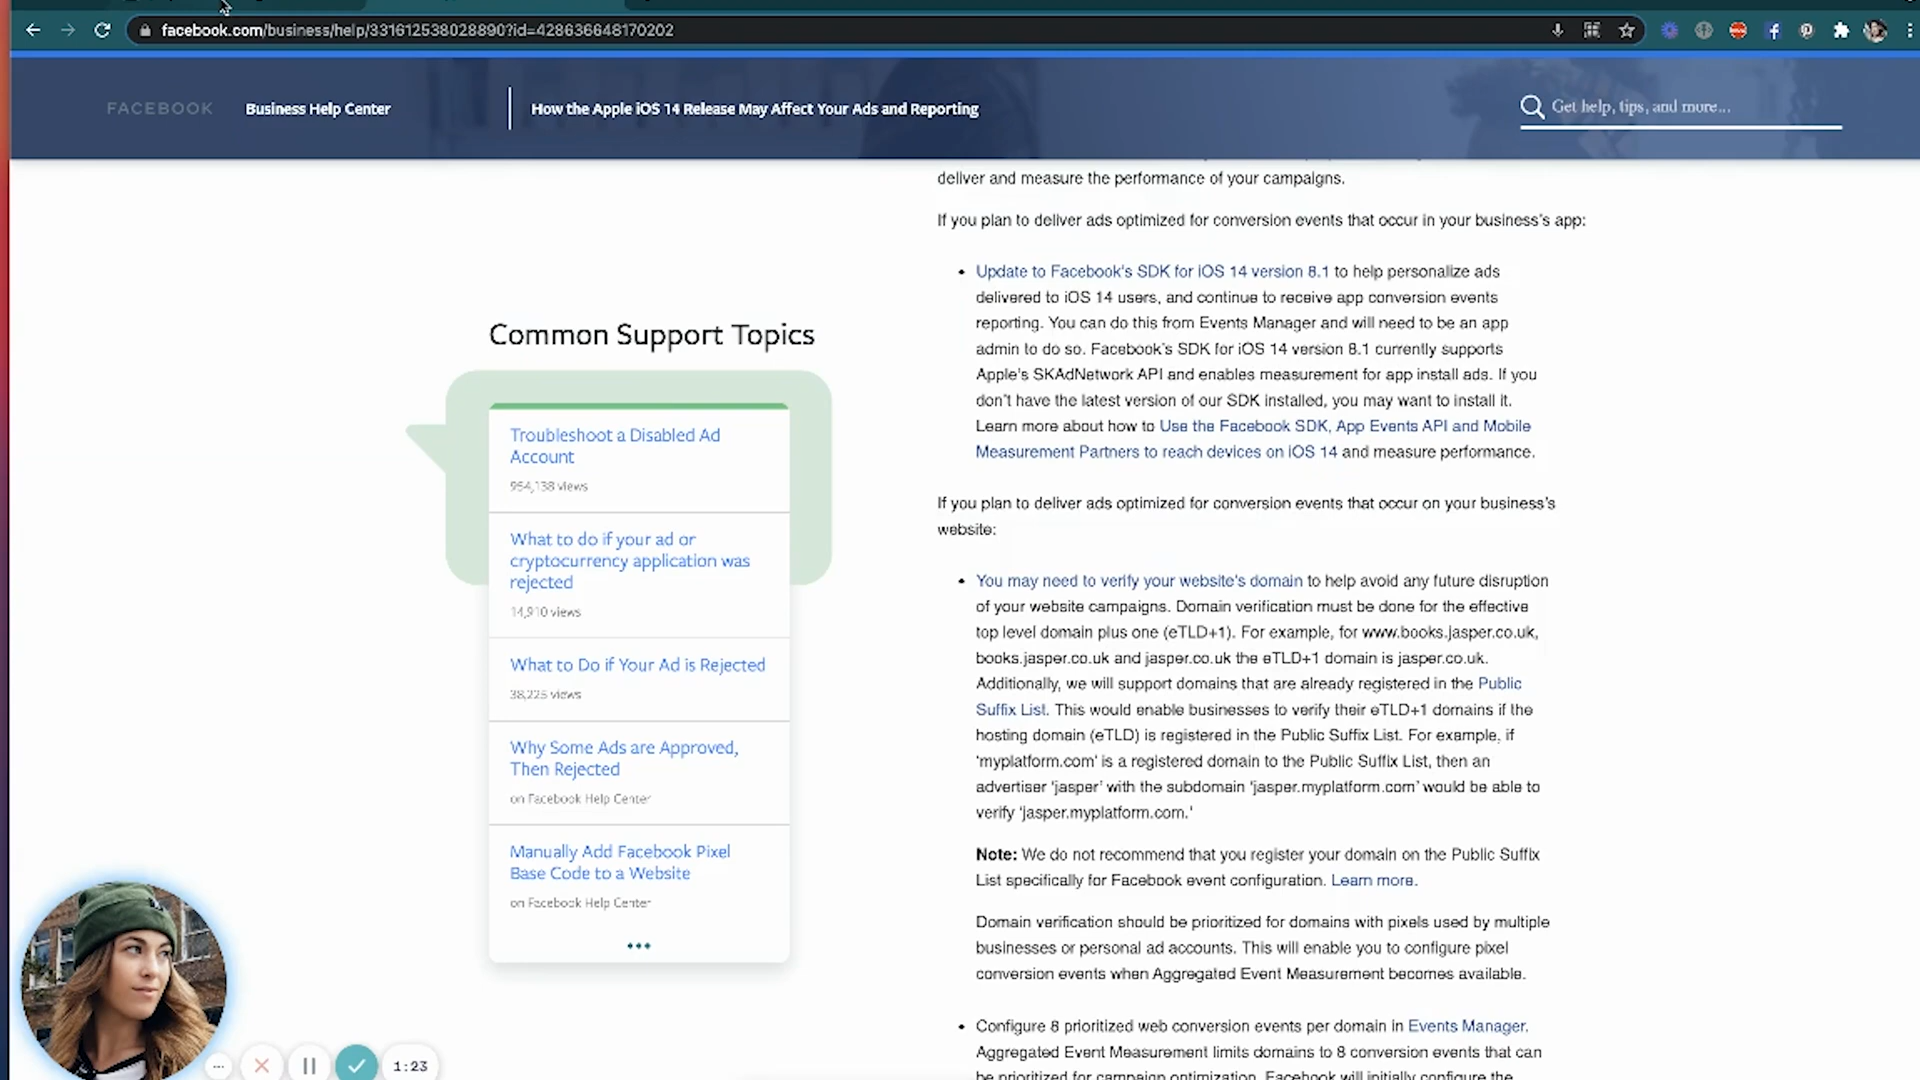 facebook.com/business/help/331612538028890?id=428636648170202
FACEBOOK
Business Help Center
How the Apple iOS 14 Release May Affect Your Ads and Reporting
Get help, tips, and more...
deliver and measure the performance of your campaigns.
If you plan to deliver ads optimized for conversion events that occur in your business's app:
• Update to Facebook's SDK for iOS 14 version 8.1 to help personalize ads
delivered to iOS 14 users, and continue to receive app conversion events
reporting. You can do this from Events Manager and will need to be an app
admin to do so. Facebook's SDK for iOS 14 version 8.1 currently supports
Apple's SKAdNetwork API and enables measurement for app install ads. If you
don't have the latest version of our SDK installed, you may want to install it.
Learn more about how to Use the Facebook SDK, App Events API and Mobile
Measurement Partners to reach devices on iOS 14 and measure performance.
If you plan to deliver ads optimized for conversion events that occur on your business's
website:
• You may need to verify your website's domain to help avoid any future disruption
of your website campaigns. Domain verification must be done for the effective
top level domain plus one (eTLD+1). For example, for www.books.jasper.co.uk,
books.jasper.co.uk and jasper.co.uk the eTLD+1 domain is jasper.co.uk.
Additionally, we will support domains that are already registered in the Public
Suffix List. This would enable businesses to verify their eTLD+1 domains if the
hosting domain (eTLD) is registered in the Public Suffix List. For example, if
'myplatform.com' is a registered domain to the Public Suffix List, then an
advertiser 'jasper' with the subdomain 'jasper.myplatform.com' would be able to
verify 'jasper.myplatform.com.'
Note: We do not recommend that you register your domain on the Public Suffix
List specifically for Facebook event configuration. Learn more.
Domain verification should be prioritized for domains with pixels used by multiple
businesses or personal ad accounts. This will enable you to configure pixel
conversion events when Aggregated Event Measurement becomes available.
• Configure 8 prioritized web conversion events per domain in Events Manager.
Aggregated Event Measurement limits domains to 8 conversion events that can
be prioritized for campaign optimization. Facebook will initially configure the
Common Support Topics
Troubleshoot a Disabled Ad
Account
954,138 views
What to do if your ad or
cryptocurrency application was
rejected
14,910 views
What to Do if Your Ad is Rejected
38,225 views
Why Some Ads are Approved,
Then Rejected
on Facebook Help Center
Manually Add Facebook Pixel
Base Code to a Website
on Facebook Help Center
1:23